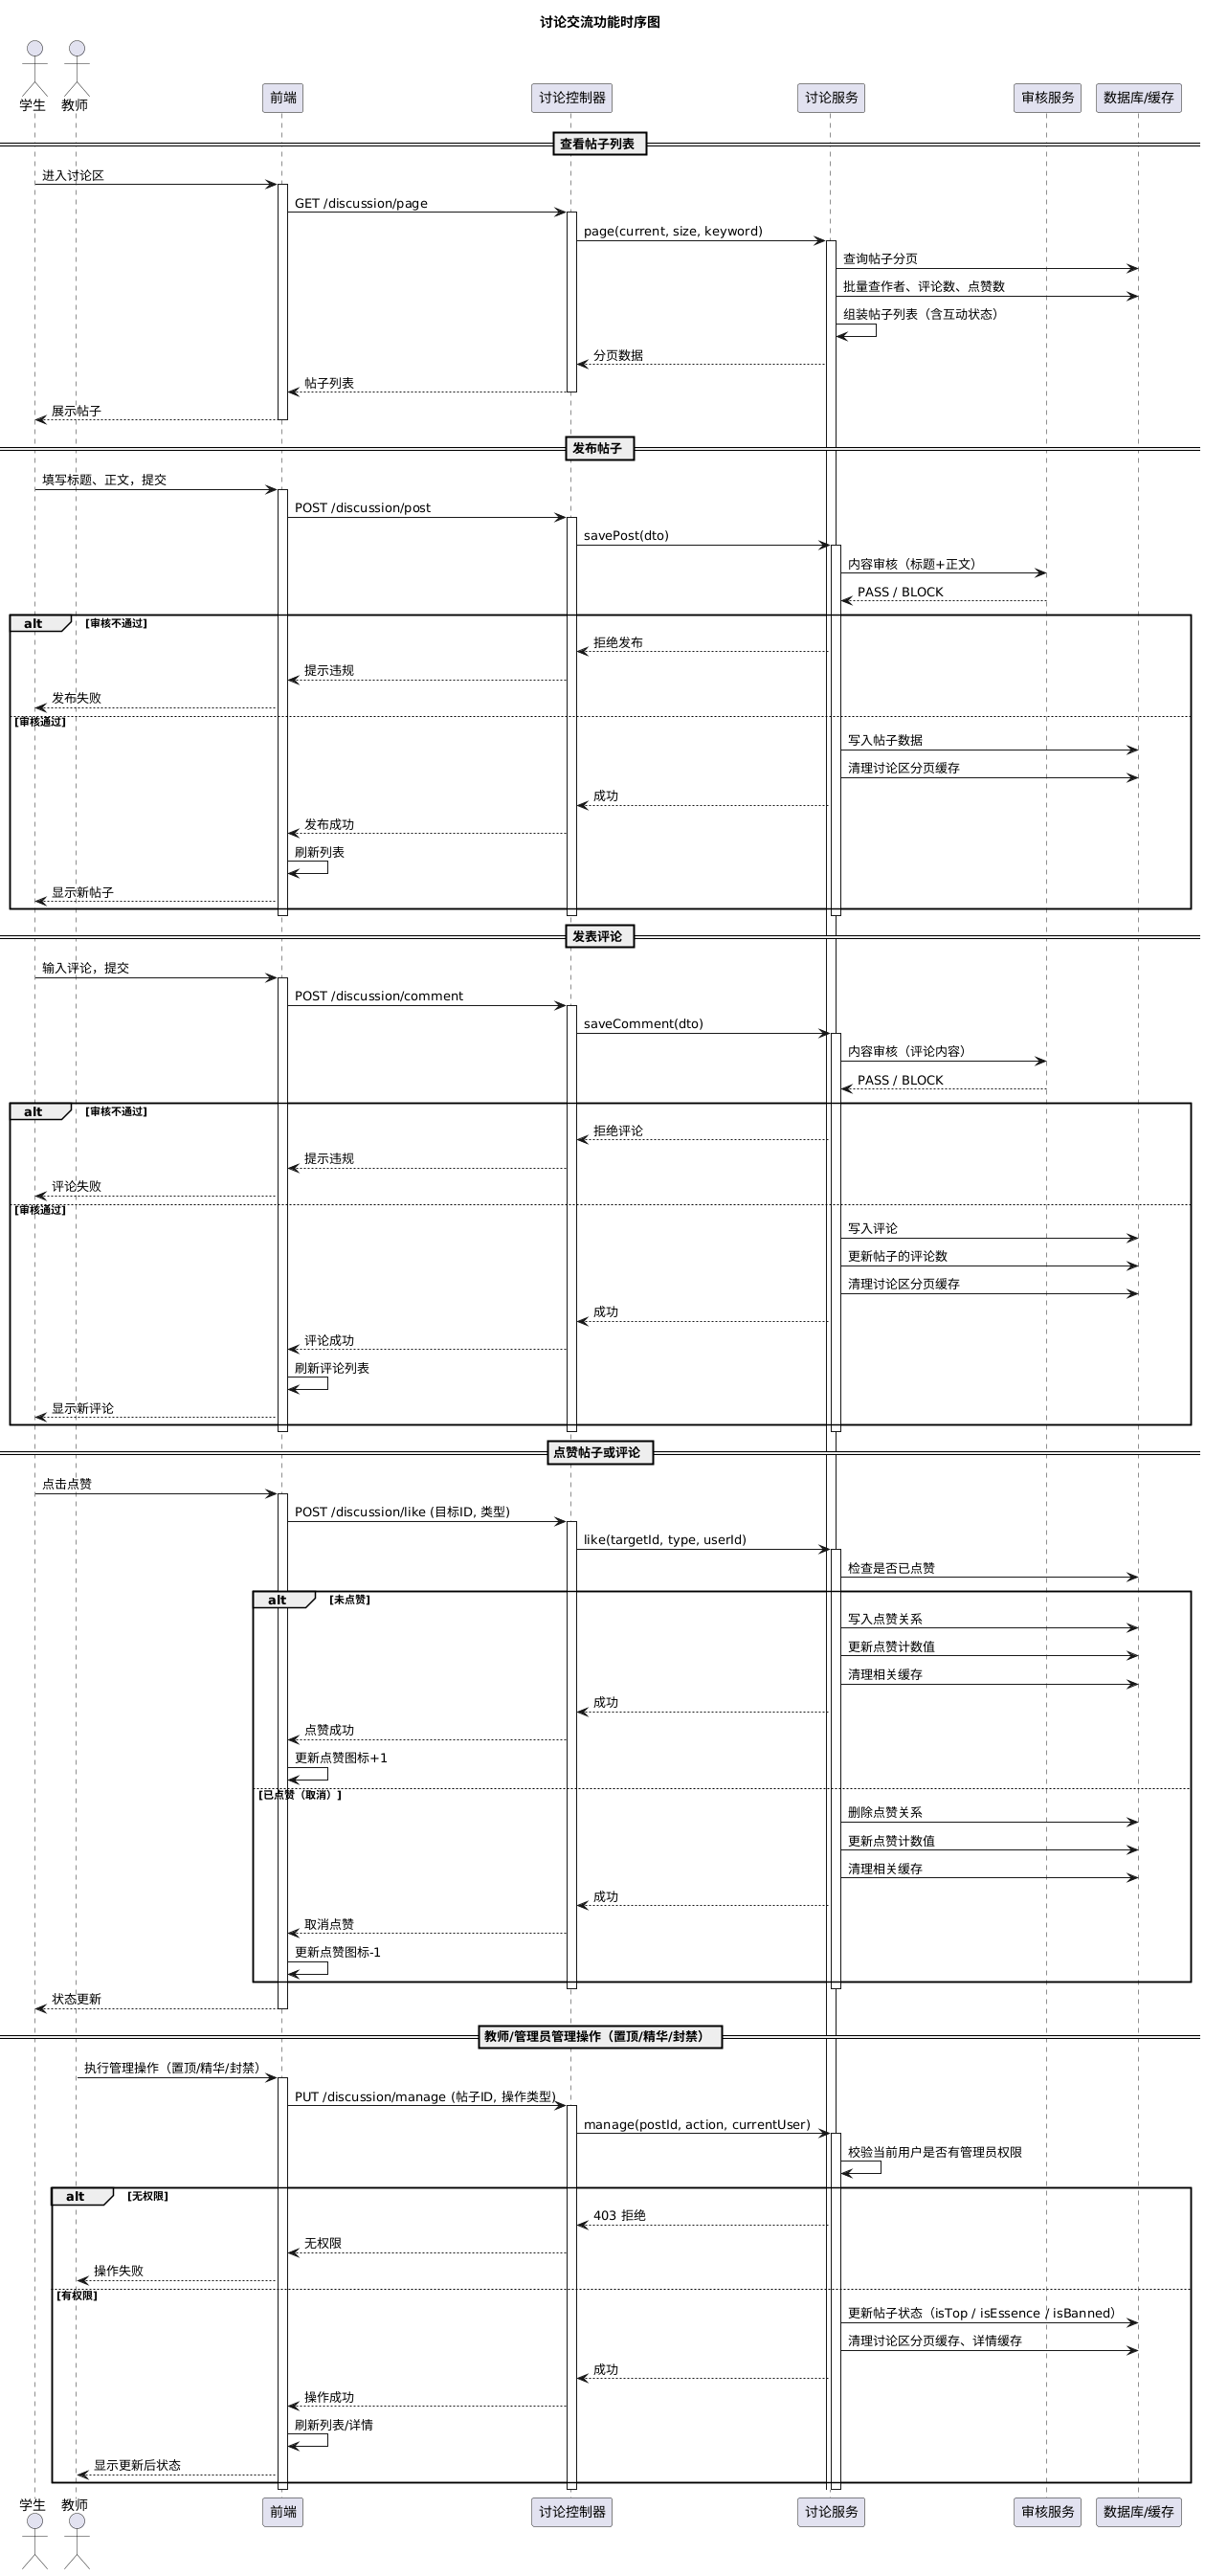 讨论交流功能时序图
学生
教师
前端
讨论控制器
讨论服务
审核服务
数据库/缓存
查看帖子列表
进入讨论区
GET /discussion/page
page(current, size, keyword)
查询帖子分页
批量查作者、评论数、点赞数
组装帖子列表（含互动状态）
分页数据
帖子列表
展示帖子
发布帖子
填写标题、正文，提交
POST /discussion/post
savePost(dto)
内容审核（标题+正文）
PASS / BLOCK
alt
[审核不通过]
拒绝发布
提示违规
发布失败
[审核通过]
写入帖子数据
清理讨论区分页缓存
成功
发布成功
刷新列表
显示新帖子
发表评论
输入评论，提交
POST /discussion/comment
saveComment(dto)
内容审核（评论内容）
PASS / BLOCK
alt
[审核不通过]
拒绝评论
提示违规
评论失败
[审核通过]
写入评论
更新帖子的评论数
清理讨论区分页缓存
成功
评论成功
刷新评论列表
显示新评论
点赞帖子或评论
点击点赞
POST /discussion/like (目标ID, 类型)
like(targetId, type, userId)
检查是否已点赞
alt
[未点赞]
写入点赞关系
更新点赞计数值
清理相关缓存
成功
点赞成功
更新点赞图标+1
[已点赞（取消）]
删除点赞关系
更新点赞计数值
清理相关缓存
成功
取消点赞
更新点赞图标-1
状态更新
教师/管理员管理操作（置顶/精华/封禁）
执行管理操作（置顶/精华/封禁）
PUT /discussion/manage (帖子ID, 操作类型)
manage(postId, action, currentUser)
校验当前用户是否有管理员权限
alt
[无权限]
403 拒绝
无权限
操作失败
[有权限]
更新帖子状态（isTop / isEssence / isBanned）
清理讨论区分页缓存、详情缓存
成功
操作成功
刷新列表/详情
显示更新后状态
学生
教师
前端
讨论控制器
讨论服务
审核服务
数据库/缓存